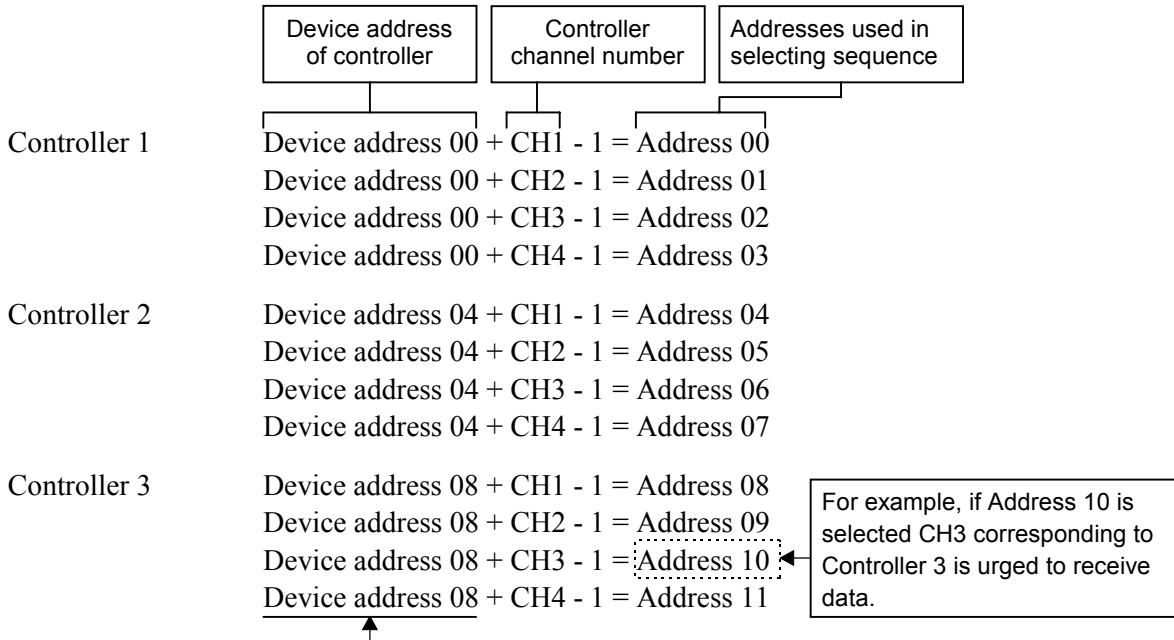 Device address
of controller
Controller
channel number
Addresses used in
selecting sequence
Controller 1
Device address 00 + CH1 - 1 = Address 00
Device address 00 + CH2 - 1 = Address 01
Device address 00 + CH3 - 1 = Address 02
Device address 00 + CH4 - 1 = Address 03
Controller 2
Device address 04 + CH1 - 1 = Address 04
Device address 04 + CH2 - 1 = Address 05
Device address 04 + CH3 - 1 = Address 06
Device address 04 + CH4 - 1 = Address 07
Controller 3
Device address 08 + CH1 - 1 = Address 08
Device address 08 + CH2 - 1 = Address 09
Device address 08 + CH3 - 1 = Address 10
Device address 08 + CH4 - 1 = Address 11
For example, if Address 10 is
selected CH3 corresponding to
Controller 3 is urged to receive
data.